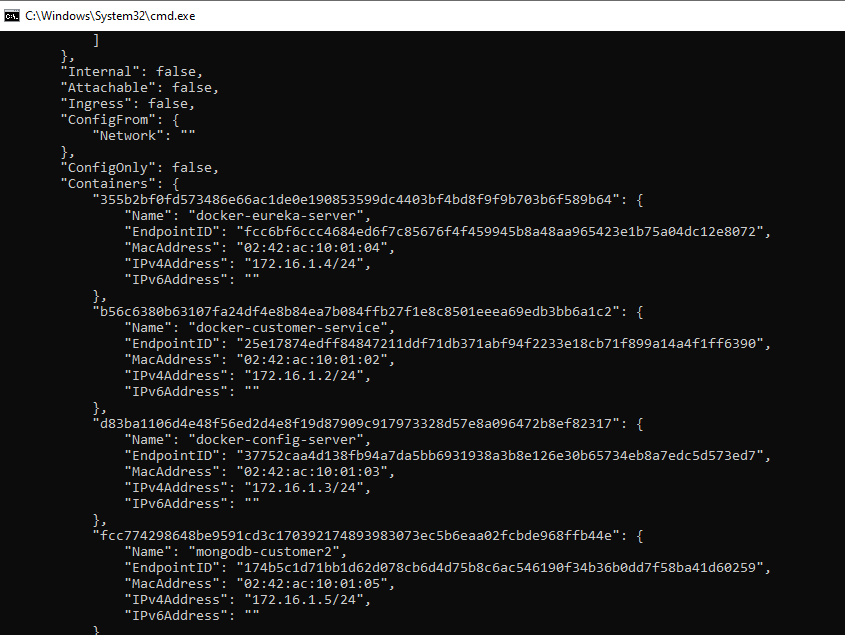 C:\Windows\System32\cmd.exe
]
},
"Internal": false,
"Attachable": false,
"Ingress": false,
"ConfigFrom": {
"Network": ""
},
"ConfigOnly": false,
"Containers": {
"355b2bf0fd573486e66ac1de0e190853599dc4403bf4bd8f9f9b703b6f589b64": {
"Name": "docker-eureka-server",
"EndpointID": "fcc6bf6ccc4684ed6f7c85676f4f459945b8a48aa965423e1b75a04dc12e8072",
"MacAddress": "02:42:ac:10:01:04",
"IPv4Address": "172.16.1.4/24",
"IPv6Address": ""
},
"b56c6380b63107fa24df4e8b84ea7b084ffb27f1e8c8501eeea69edb3bb6a1c2": {
"Name": "docker-customer-service",
"EndpointID": "25e17874edff84847211ddf71db371abf94f2233e18cb71f899a14a4f1ff6390",
"MacAddress": "02:42:ac:10:01:02",
"IPv4Address": "172.16.1.2/24",
"IPv6Address": ""
},
"d83ba1106d4e48f56ed2d4e8f19d87909c917973328d57e8a096472b8ef82317": {
"Name": "docker-config-server",
"EndpointID": "37752caa4d138fb94a7da5bb6931938a3b8e126e30b65734eb8a7edc5d573ed7",
"MacAddress": "02:42:ac:10:01:03",
"IPv4Address": "172.16.1.3/24",
"IPv6Address": ""
},
"fcc774298648be9591cd3c170392174893983073ec5b6eaa02fcbde968ffb44e": {
"Name": "mongodb-customer2",
"EndpointID": "174b5c1d71bb1d62d078cb6d4d75b8c6ac546190f34b36b0dd7f58ba41d60259",
"MacAddress": "02:42:ac:10:01:05",
"IPv4Address": "172.16.1.5/24",
"IPv6Address": ""
}